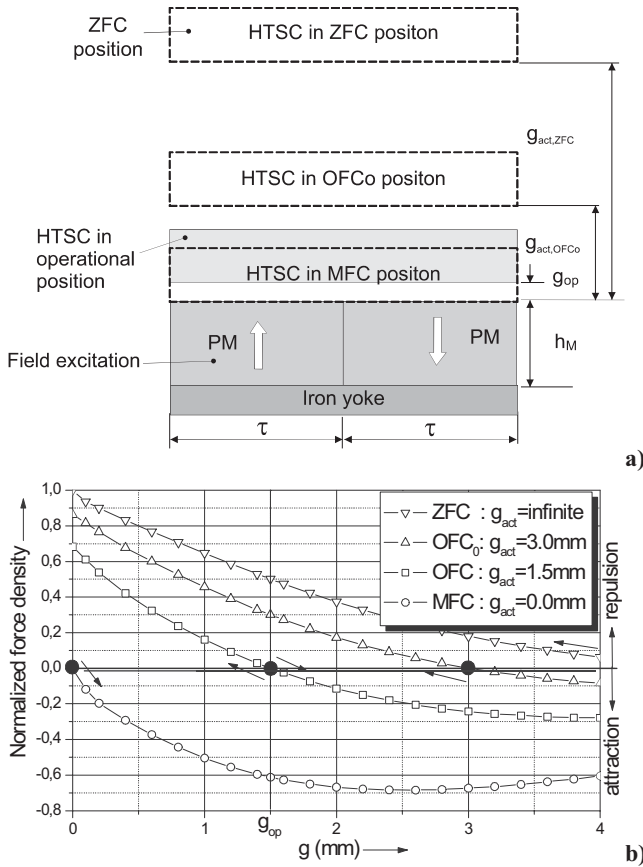 ZFC
position
HTSC in ZFC positon
HTSC in OFCo positon
g_act,ZFC
HTSC in
operational
position
HTSC in MFC positon
g_act,OFCo
g_op
PM
PM
Field excitation
h_M
Iron yoke
τ
τ
a)
Normalized force density
1,0
0,8
0,6
0,4
0,2
0,0
-0,2
-0,4
-0,6
-0,8
ZFC : g_act=infinite
OFC_0: g_act=3.0mm
OFC : g_act=1.5mm
MFC : g_act=0.0mm
repulsion
attraction
0
1
g_op
2
3
4
g (mm)
b)